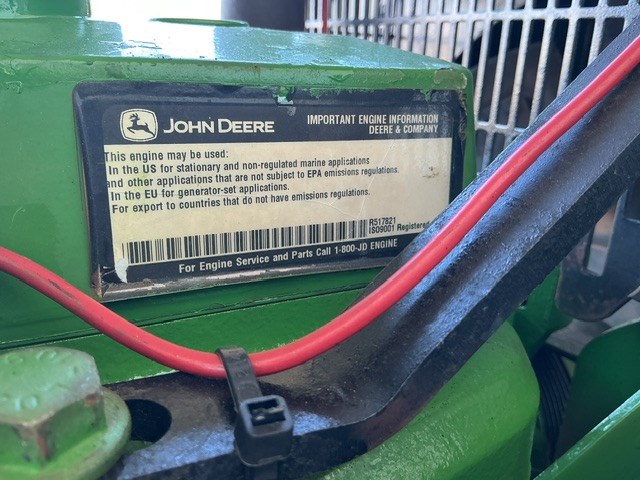 JOHN DEERE
IMPORTANT ENGINE INFORMATION
DEERE & COMPANY
This engine may be used:
In the US for stationary and non-regulated marine applications
and other applications that are not subject to EPA emissions regulations.
In the EU for generator-set applications.
For export to countries that do not have emissions regulations.
R517821
ISO9001 Registered
For Engine Service and Parts Call 1-800-JD ENGINE